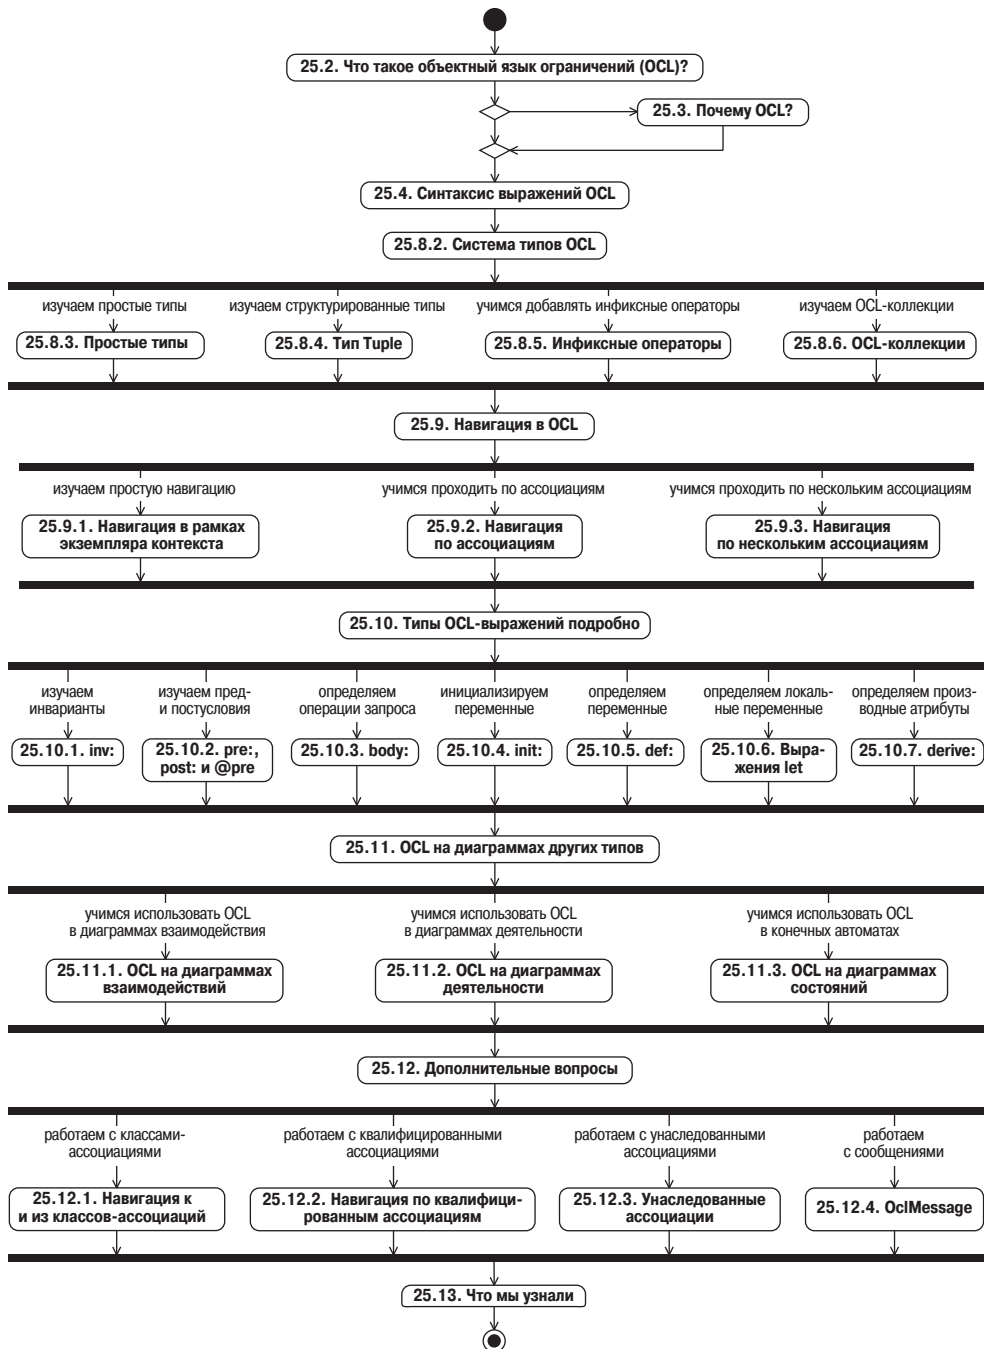 25.2. Что такое объектный язык ограничений (OCL)?
25.3. Почему OCL?
25.4. Синтаксис выражений OCL
25.8.2. Система типов OCL
изучаем простые типы
изучаем структурированные типы
учимся добавлять инфиксные операторы
изучаем OCL-коллекции
25.8.3. Простые типы
25.8.4. Тип Tuple
25.8.5. Инфиксные операторы
25.8.6. OCL-коллекции
25.9. Навигация в OCL
изучаем простую навигацию
учимся проходить по ассоциациям
учимся проходить по нескольким ассоциациям
25.9.1. Навигация в рамках
экземпляра контекста
25.9.2. Навигация
по ассоциациям
25.9.3. Навигация
по нескольким ассоциациям
25.10. Типы OCL-выражений подробно
изучаем
инварианты
изучаем пред-
и постусловия
определяем
операции запроса
инициализируем
переменные
определяем
переменные
определяем локаль-
ные переменные
определяем произ-
водные атрибуты
25.10.1. inv:
25.10.2. pre:,
post: и @pre
25.10.3. body:
25.10.4. init:
25.10.5. def:
25.10.6. Выра-
жения let
25.10.7. derive:
25.11. OCL на диаграммах других типов
учимся использовать OCL
в диаграммах взаимодействия
учимся использовать OCL
в диаграммах деятельности
учимся использовать OCL
в конечных автоматах
25.11.1. OCL на диаграммах
взаимодействий
25.11.2. OCL на диаграммах
деятельности
25.11.3. OCL на диаграммах
состояний
25.12. Дополнительные вопросы
работаем с классами-
ассоциациями
работаем с квалифицированными
ассоциациями
работаем с унаследованными
ассоциациями
работаем
с сообщениями
25.12.1. Навигация к
и из классов-ассоциаций
25.12.2. Навигация по квалифици-
рованным ассоциациям
25.12.3. Унаследованные
ассоциации
25.12.4. OclMessage
25.13. Что мы узнали